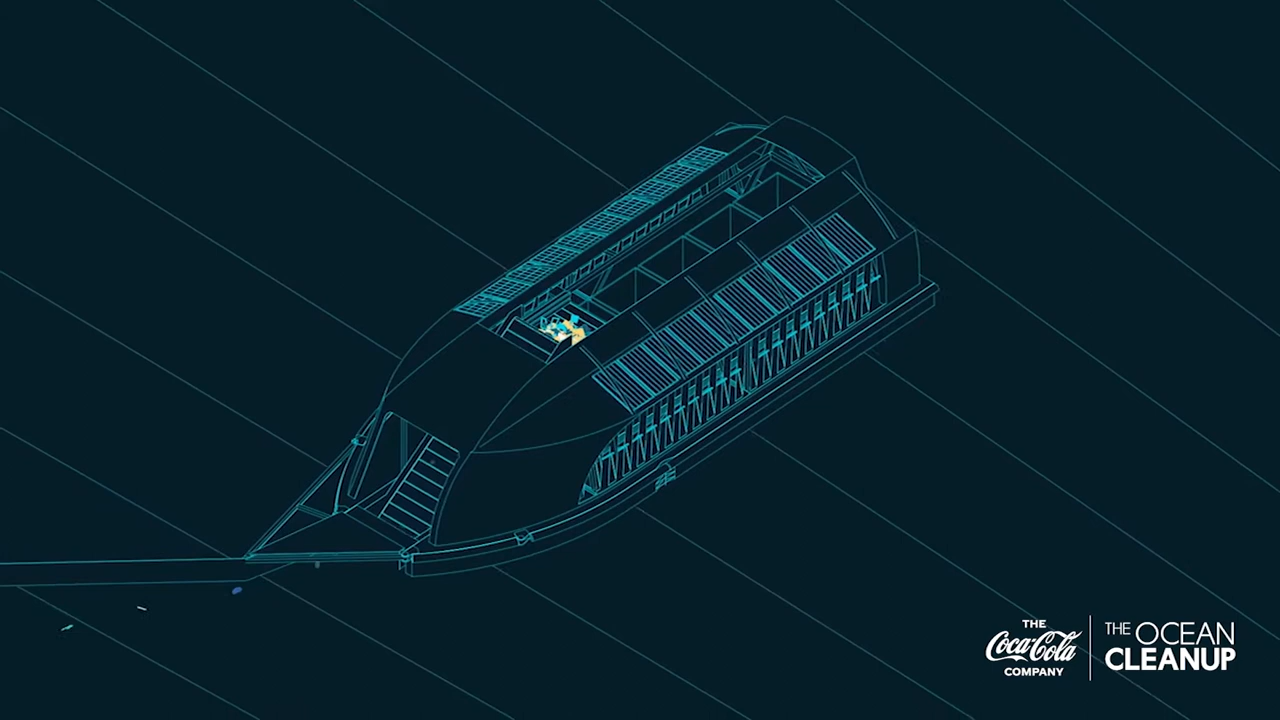 THE
Coca-Cola
COMPANY
THE OCEAN
CLEANUP